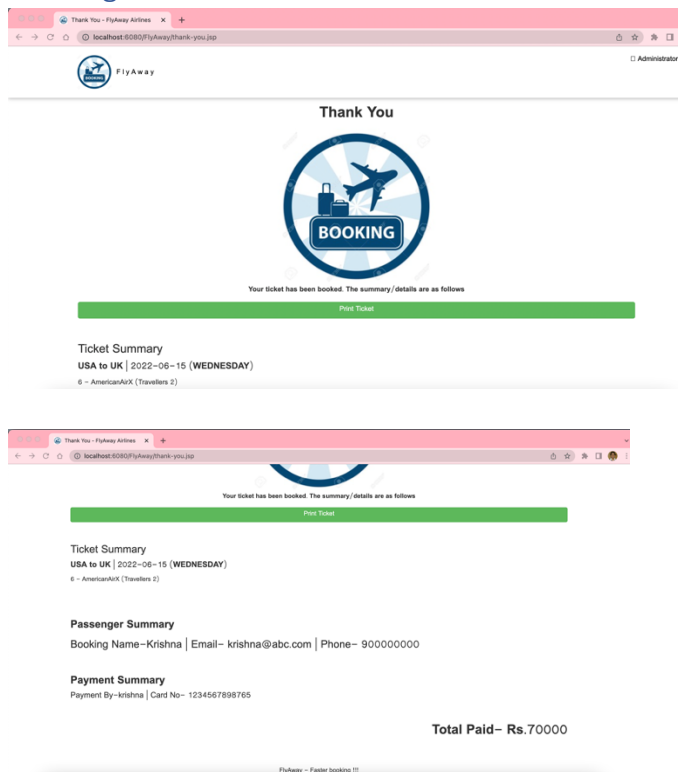 Thank You - FlyAway Airlines
localhost:6080/FlyAway/thank-you.jsp
BOOKING
FlyAway
Administrator
Thank You
BOOKING
Your ticket has been booked. The summary/details are as follows
Print Ticket
Ticket Summary
USA to UK | 2022-06-15 (WEDNESDAY)
6 - AmericanAirX (Travellers 2)
Thank You - FlyAway Airlines
localhost:6080/FlyAway/thank-you.jsp
Your ticket has been booked. The summary/details are as follows
Print Ticket
Ticket Summary
USA to UK | 2022-06-15 (WEDNESDAY)
6 - AmericanAirX (Travellers 2)
Passenger Summary
Booking Name-Krishna | Email- krishna@abc.com | Phone- 900000000
Payment Summary
Payment By-krishna | Card No- 1234567898765
Total Paid- Rs.70000
FlyAway - Faster booking !!!